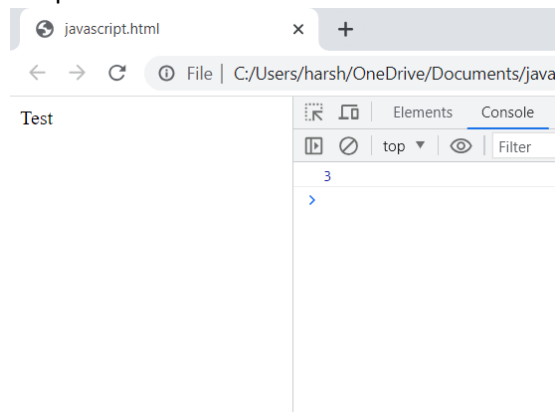 javascript.html
File | C:/Users/harsh/OneDrive/Documents/java
Test
Elements Console
top Filter
3